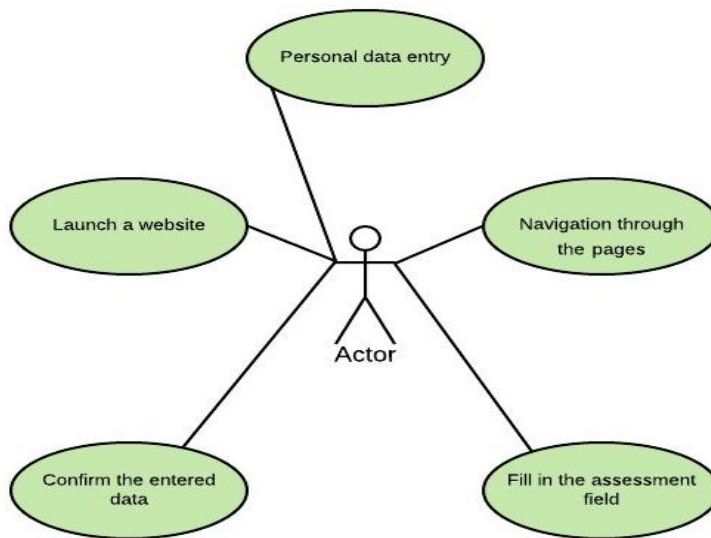 Personal data entry
Launch a website
Navigation through
the pages
Actor
Confirm the entered
data
Fill in the assessment
field